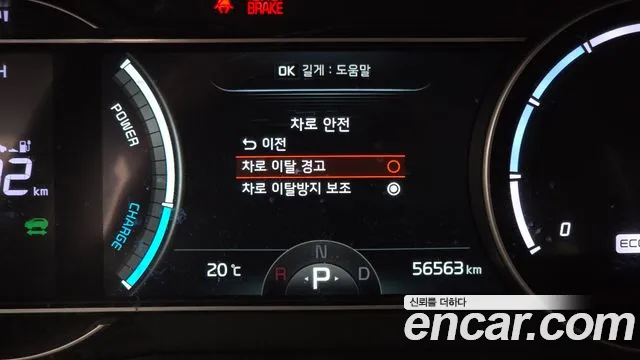 BRAKE
OK 길게 : 도움말
차로 안전
이전
차로 이탈 경고
차로 이탈방지 보조
POWER
CHARGE
2 km
0
ECO
20℃
R N D
P
56563 km
신뢰를 더하다
encar.com